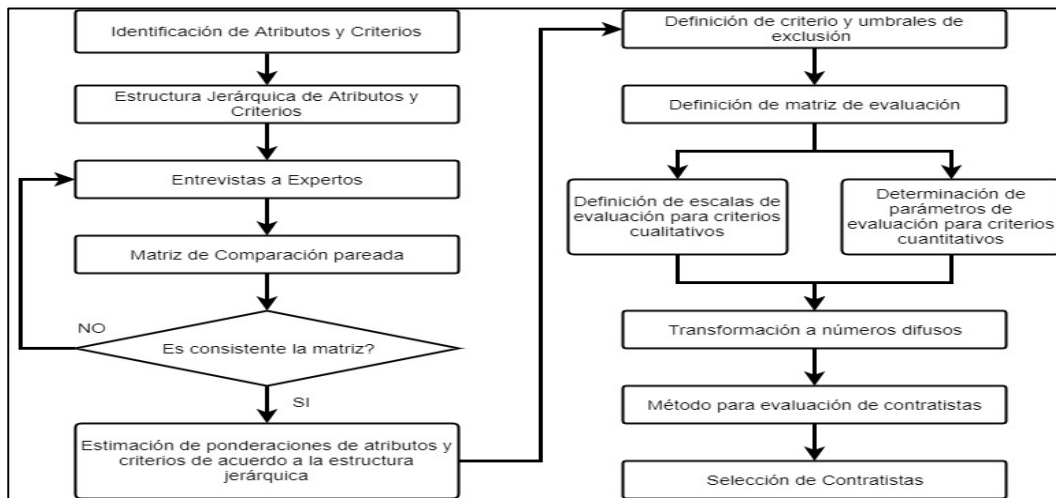 Identificación de Atributos y Criterios
Estructura Jerárquica de Atributos y
Criterios
Entrevistas a Expertos
Matriz de Comparación pareada
NO
Es consistente la matriz?
SI
Estimación de ponderaciones de atributos y
criterios de acuerdo a la estructura
jerárquica
Definición de criterio y umbrales de
exclusión
Definición de matriz de evaluación
Definición de escalas de
evaluación para criterios
cualitativos
Determinación de
parámetros de
evaluación para criterios
cuantitativos
Transformación a números difusos
Método para evaluación de contratistas
Selección de Contratistas